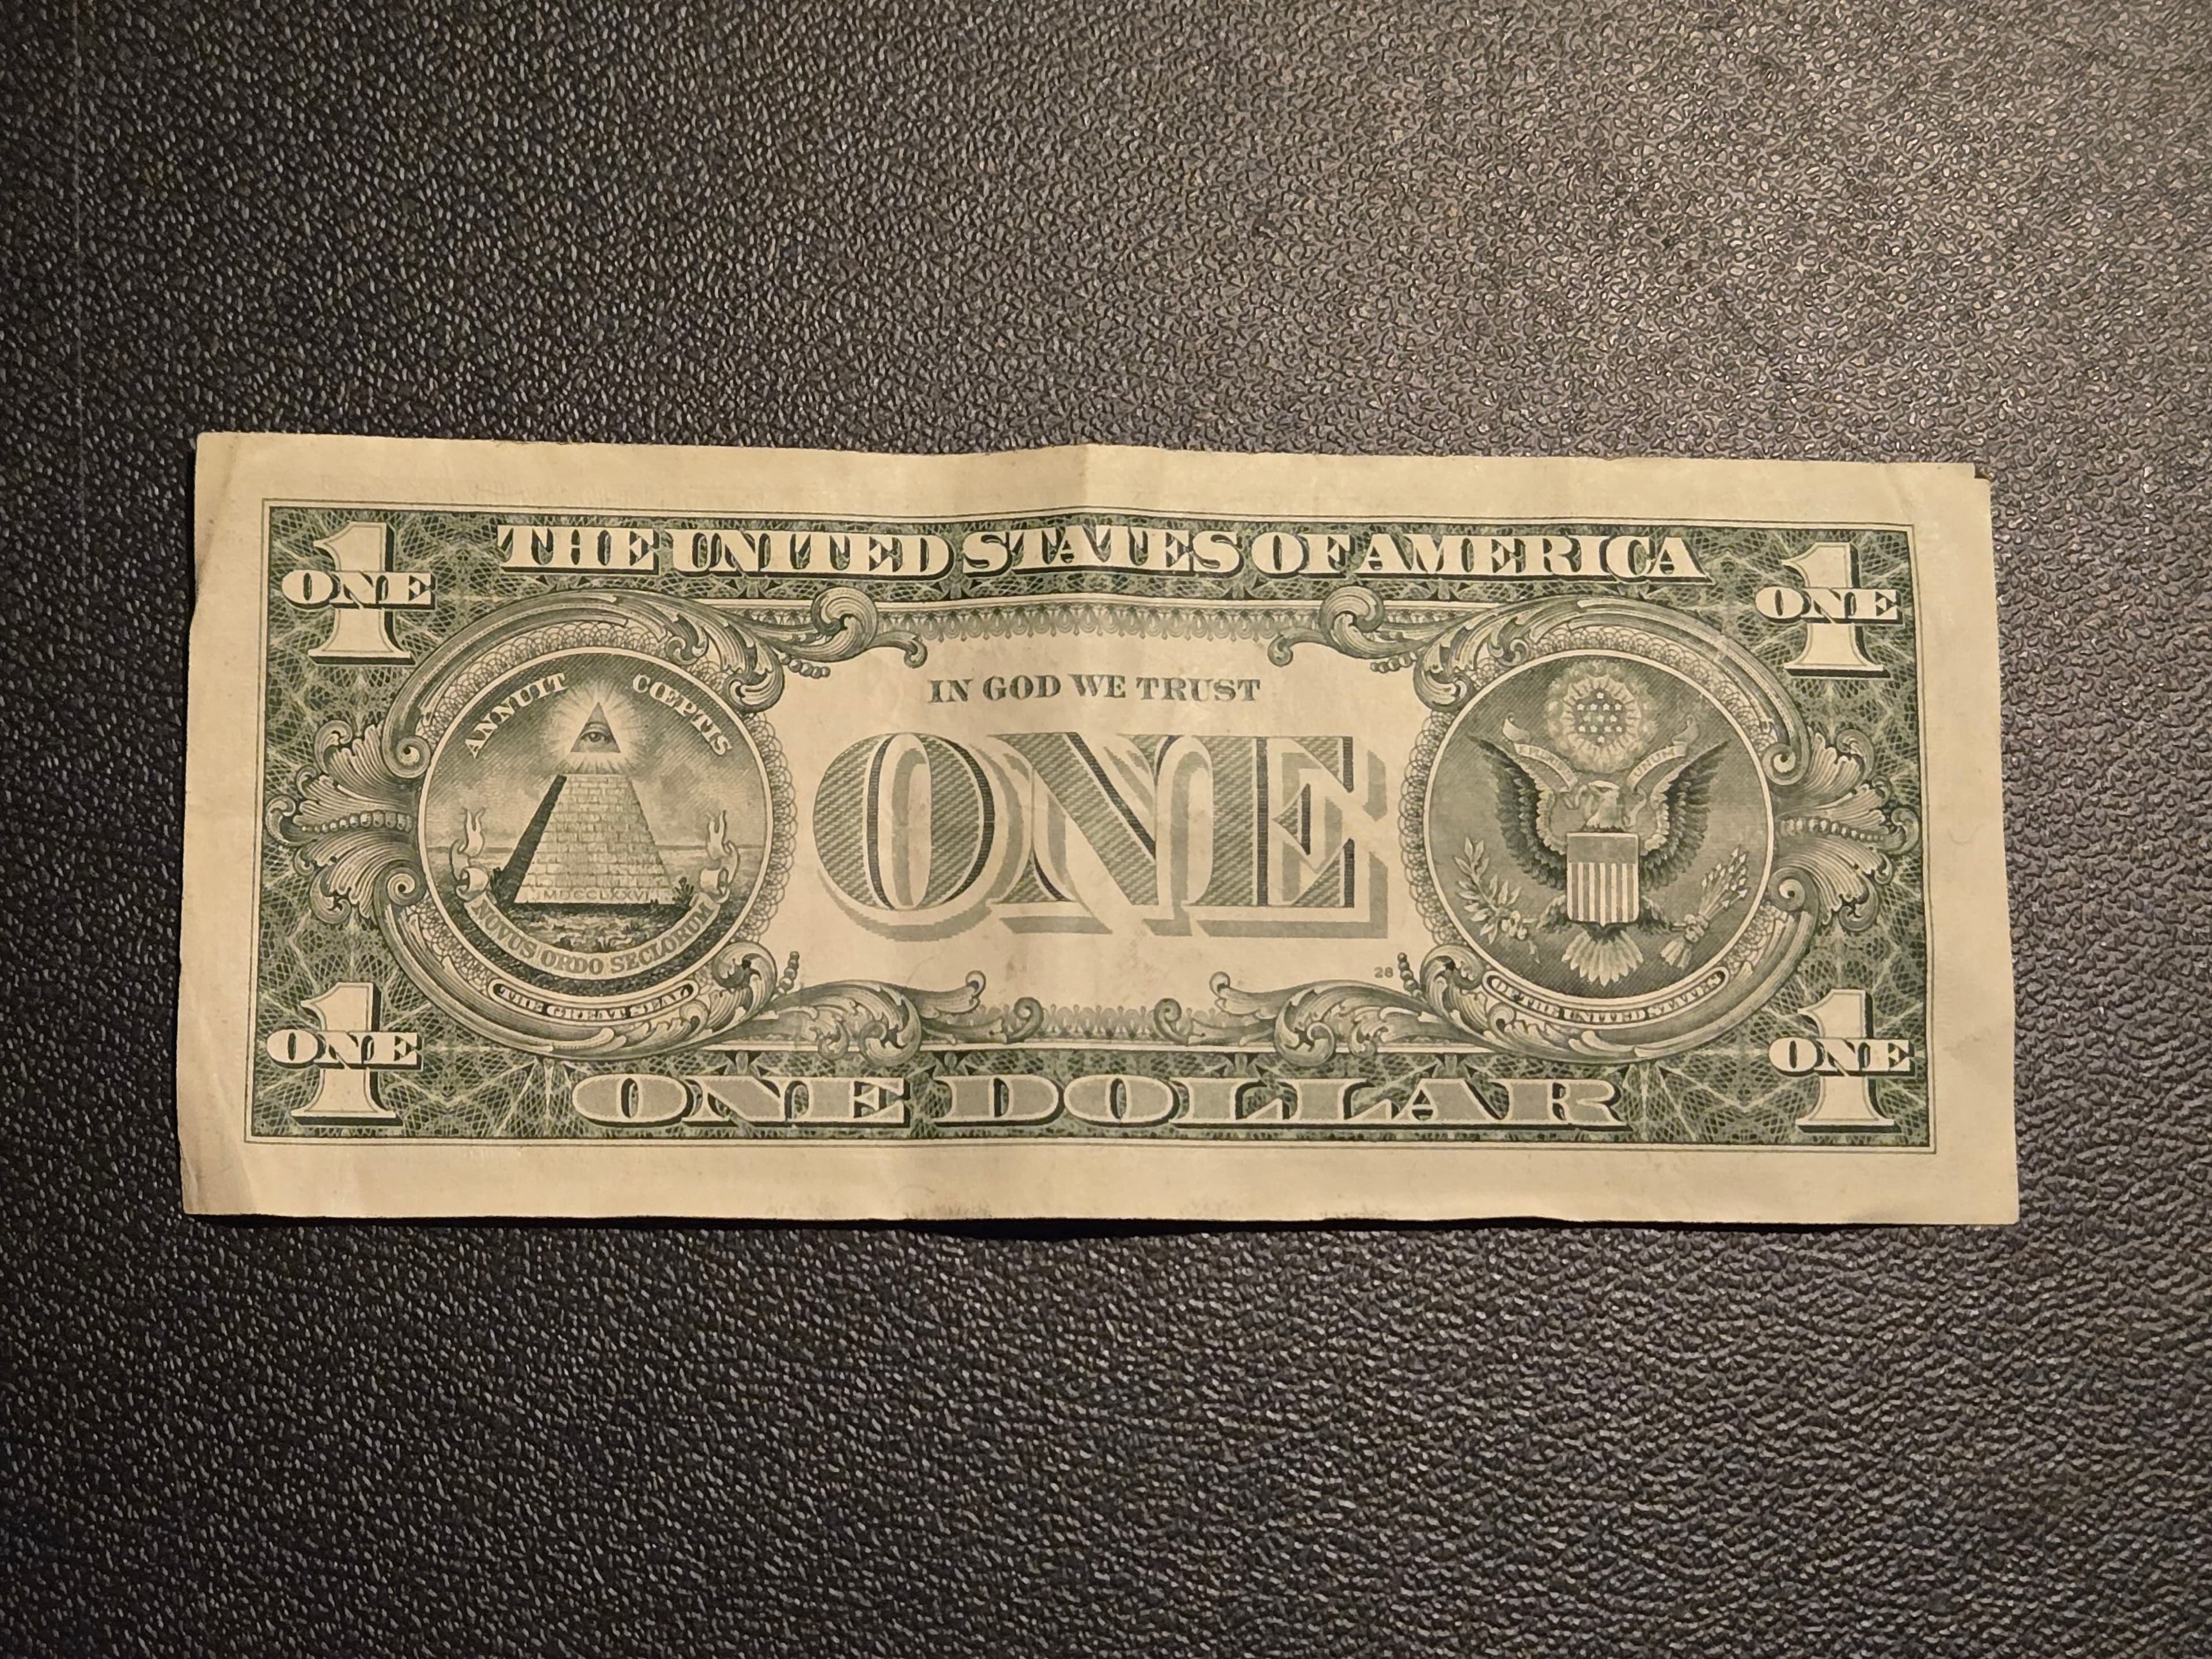 THE UNITED STATES OF AMERICA
1 ONE
1 ONE
ANNUIT CŒPTIS
IN GOD WE TRUST
ONE
MDCCLXXVI
NOVUS ORDO SECLORUM
THE GREAT SEAL
28
OF THE UNITED STATES
1 ONE
ONE DOLLAR
1 ONE